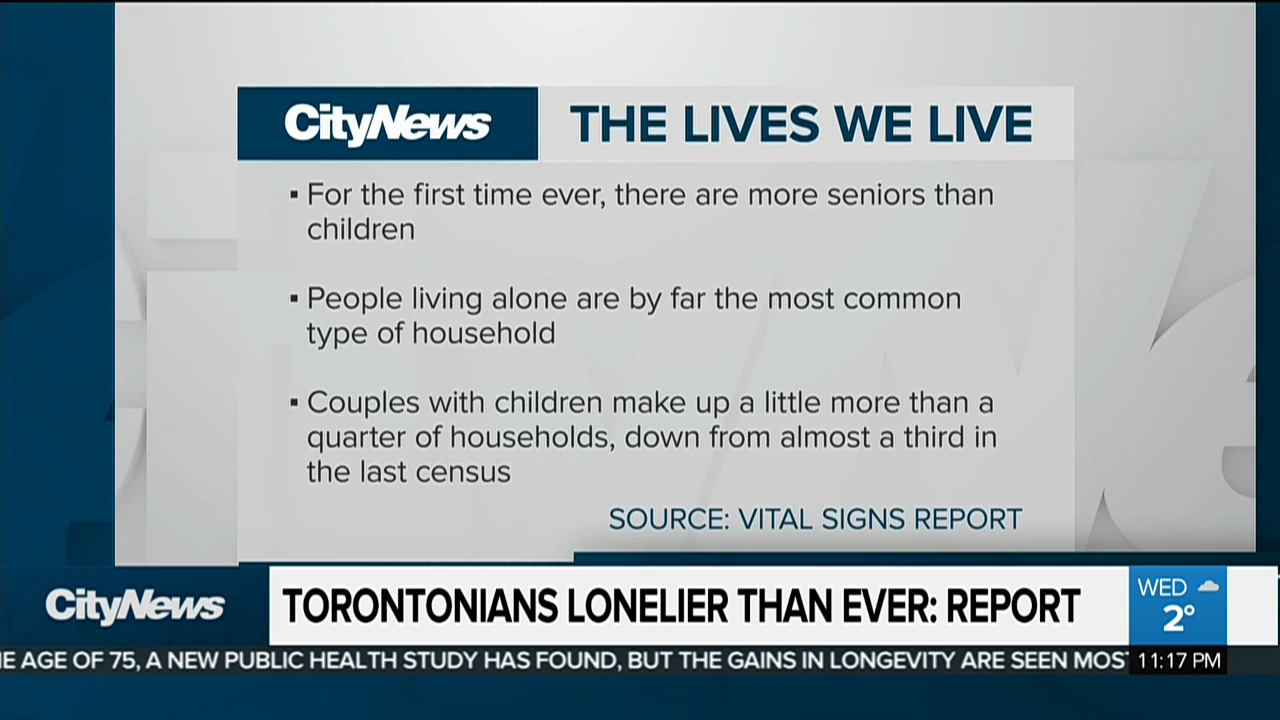 CityNews THE LIVES WE LIVE
▪ For the first time ever, there are more seniors than
children
▪ People living alone are by far the most common
type of household
▪ Couples with children make up a little more than a
quarter of households, down from almost a third in
the last census
SOURCE: VITAL SIGNS REPORT
CityNews TORONTONIANS LONELIER THAN EVER: REPORT
WED
2°
AGE OF 75, A NEW PUBLIC HEALTH STUDY HAS FOUND, BUT THE GAINS IN LONGEVITY ARE SEEN
11:17 PM